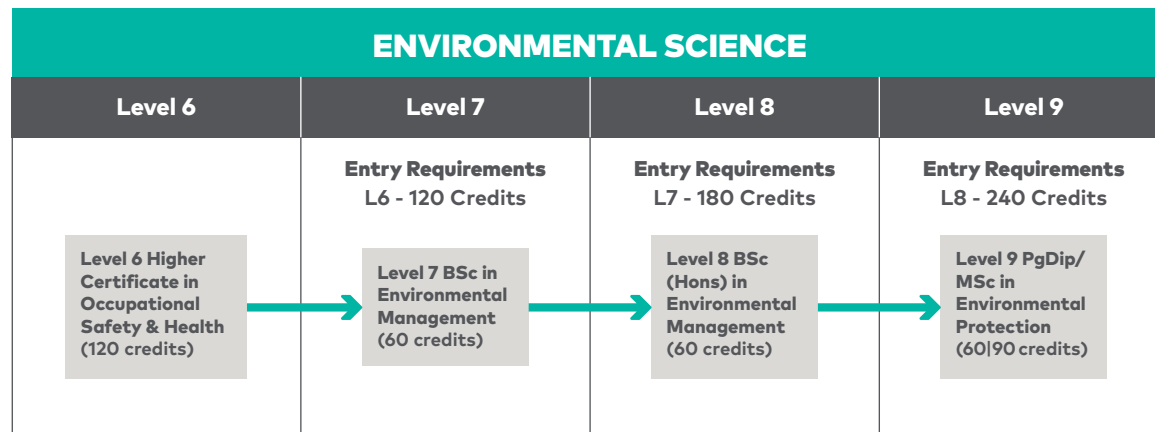 ENVIRONMENTAL SCIENCE
Level 6
Level 7
Level 8
Level 9
Entry Requirements
L6 - 120 Credits
Entry Requirements
L7 - 180 Credits
Entry Requirements
L8 - 240 Credits
Level 6 Higher
Certificate in
Occupational
Safety & Health
(120 credits)
Level 7 BSc in
Environmental
Management
(60 credits)
Level 8 BSc
(Hons) in
Environmental
Management
(60 credits)
Level 9 PgDip/
MSc in
Environmental
Protection
(60|90 credits)